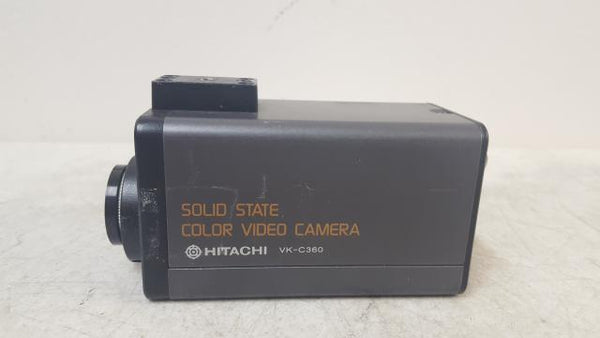 SOLID STATE
COLOR VIDEO CAMERA
HITACHI VK-C360